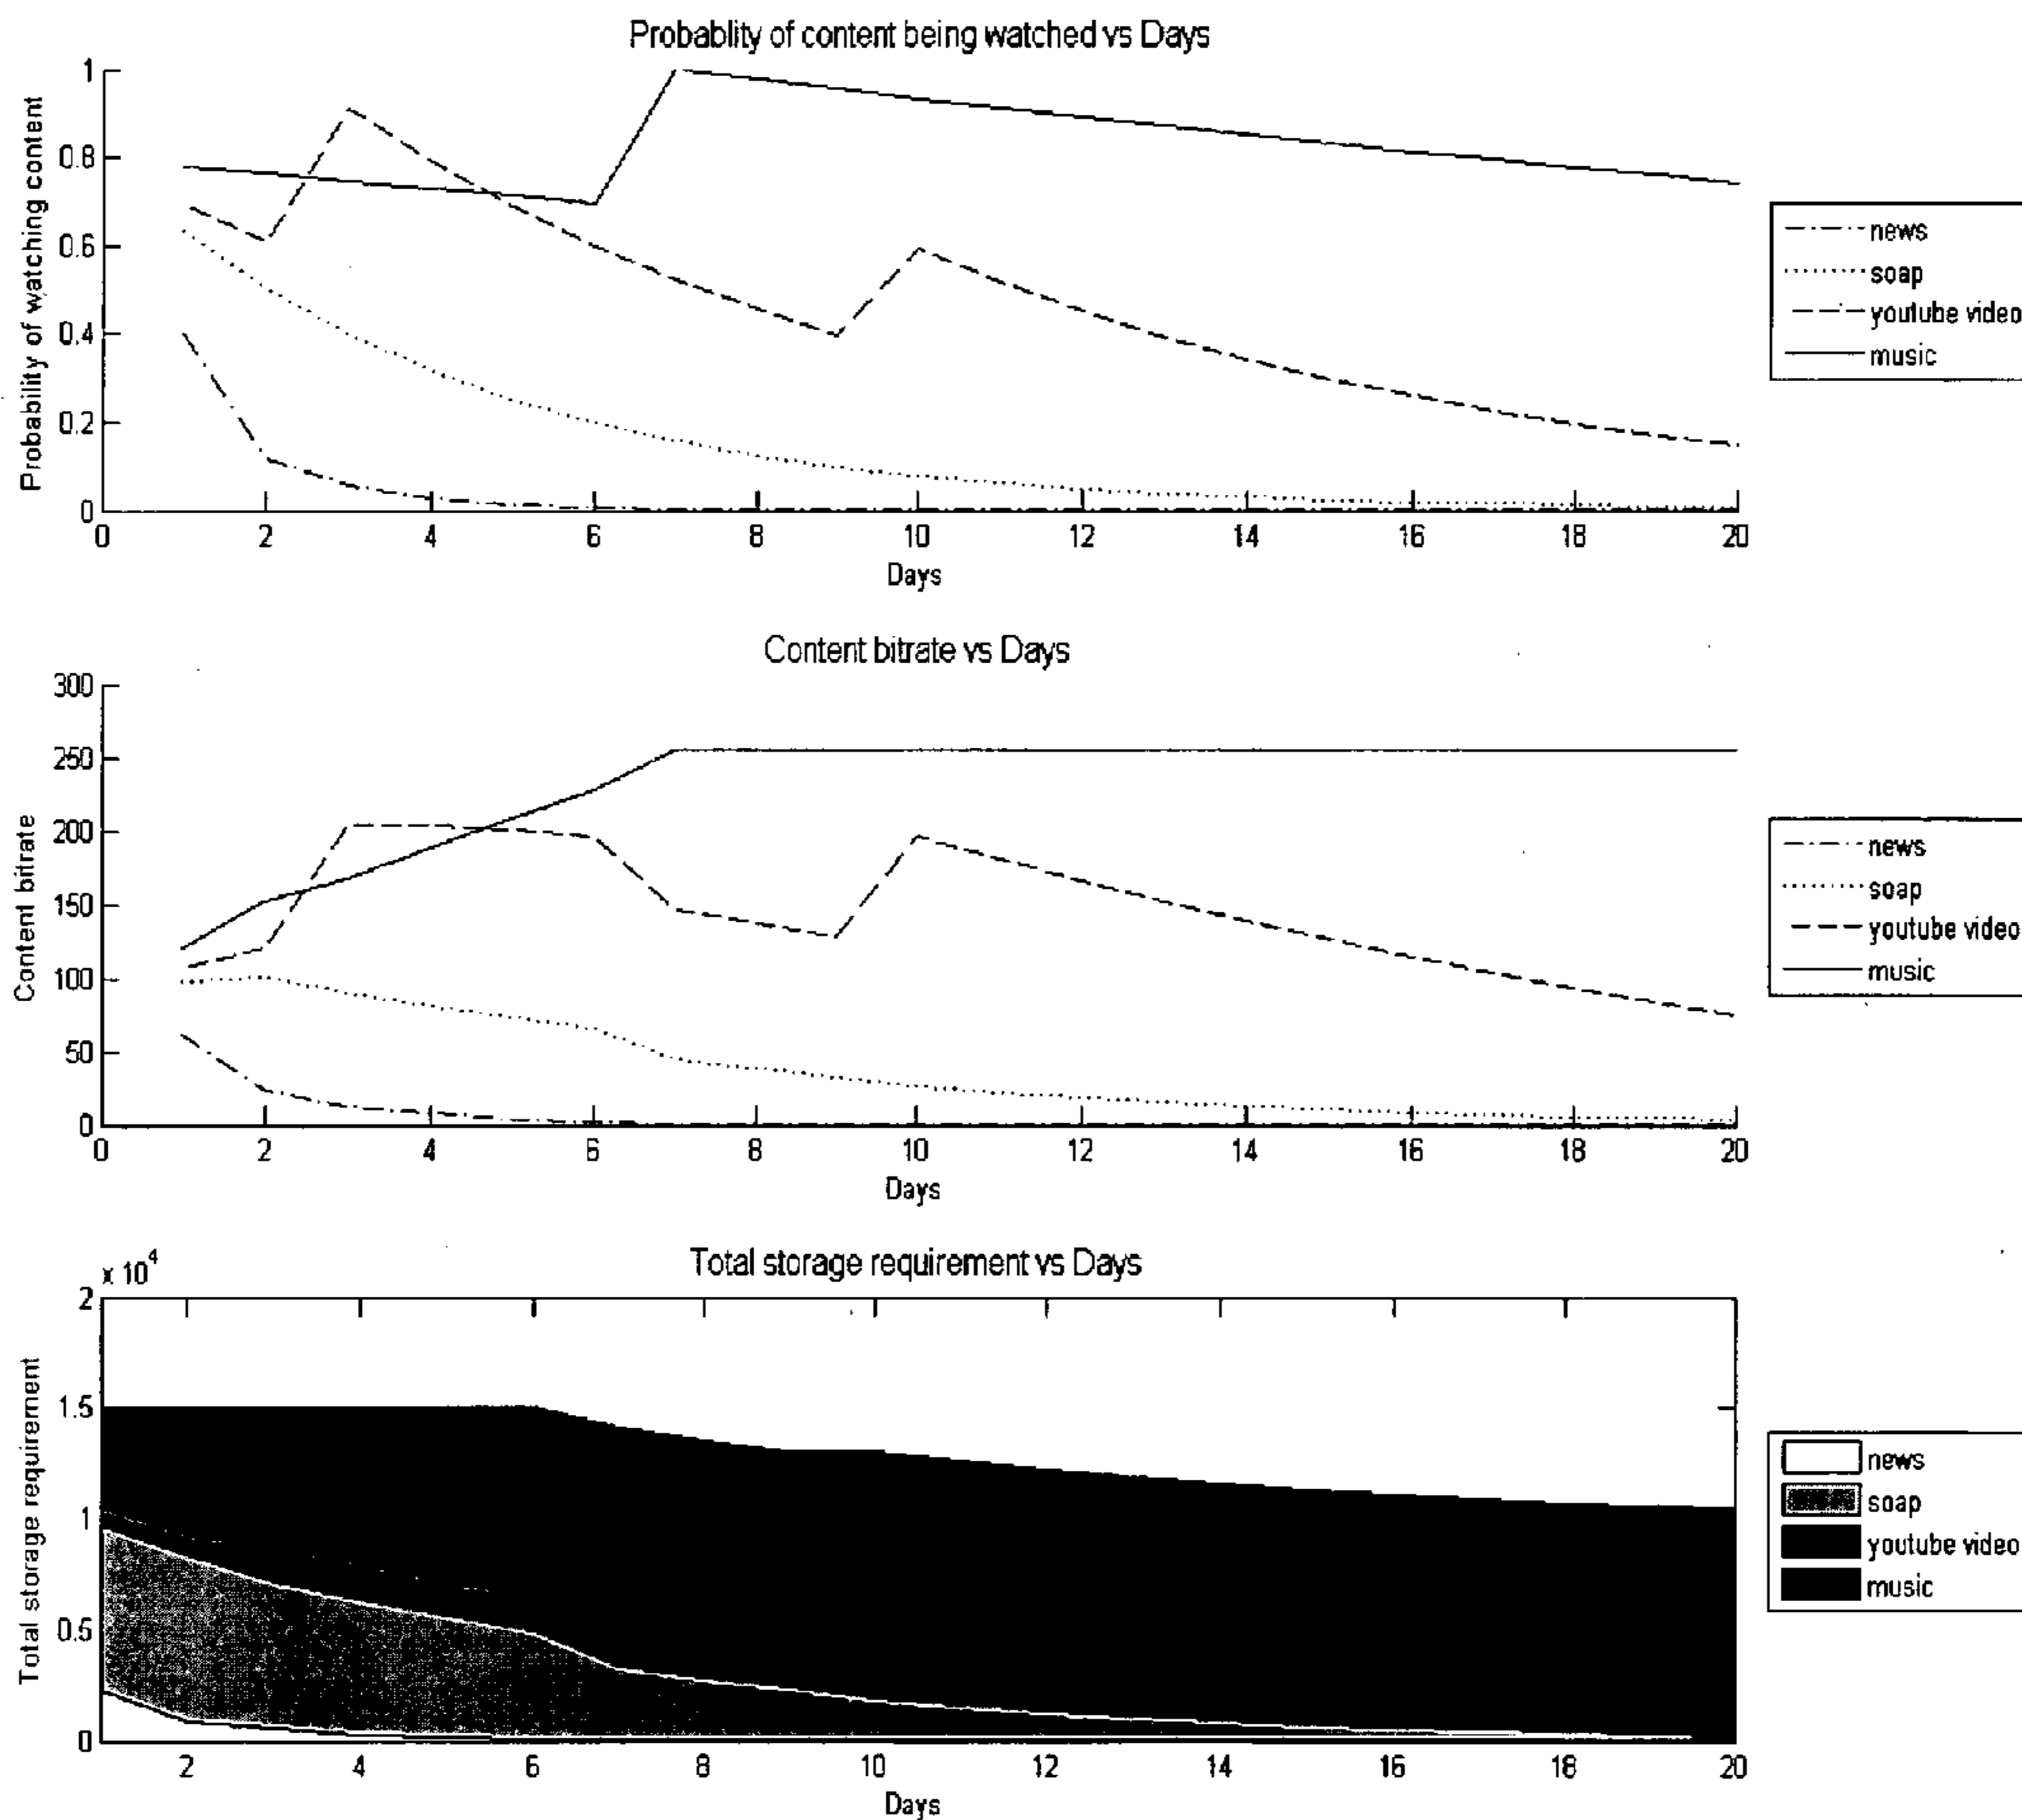 Probablity of content being watched vs Days
Probability of watching content
1
0.8
0.6
0.4
0.2
0
0 2 4 6 8 10 12 14 16 18 20
Days
news
soap
youtube video
music
Content bitrate vs Days
Content bitrate
300
250
200
150
100
50
0
0 2 4 6 8 10 12 14 16 18 20
Days
news
soap
youtube video
music
Total storage requirement vs Days
x 10^4
Total storage requirement
2
1.5
1
0.5
0
2 4 6 8 10 12 14 16 18 20
Days
news
soap
youtube video
music